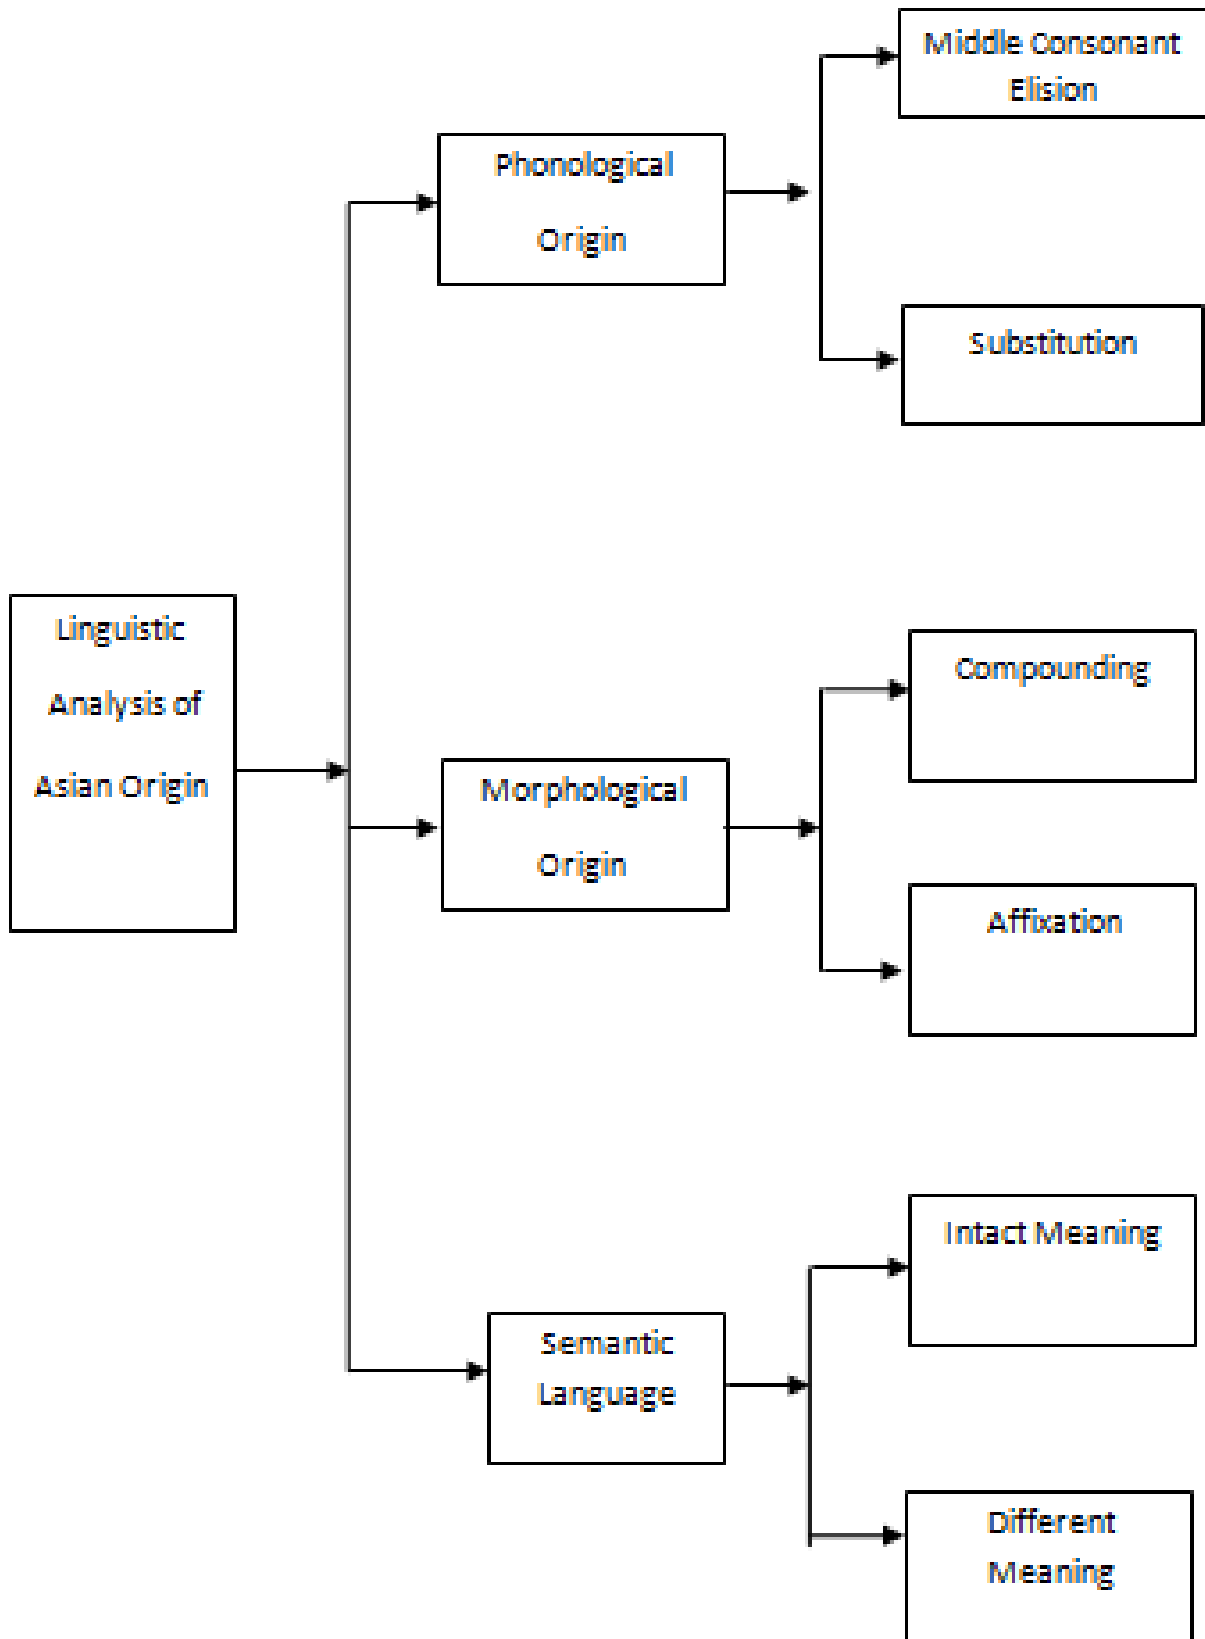 Middle Consonant
Elision
Phonological
Origin
Substitution
Linguistic
Analysis of
Asian Origin
Compounding
Morphological
Origin
Affixation
Intact Meaning
Semantic
Language
Different
Meaning